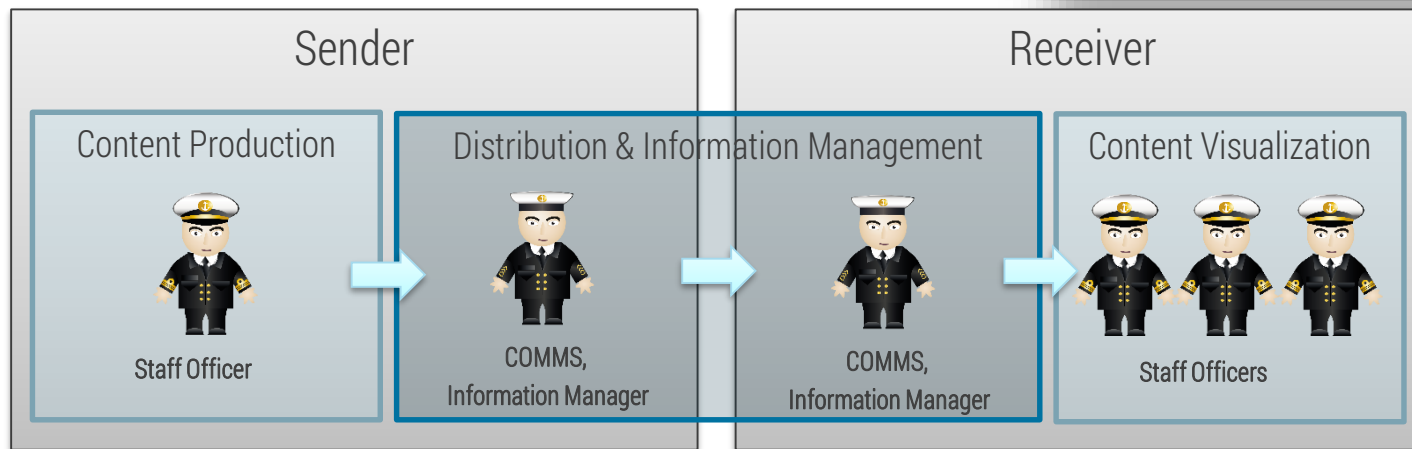 Sender
Receiver
Content Production
Distribution & Information Management
Content Visualization
Staff Officer
COMMS,
Information Manager
COMMS,
Information Manager
Staff Officers